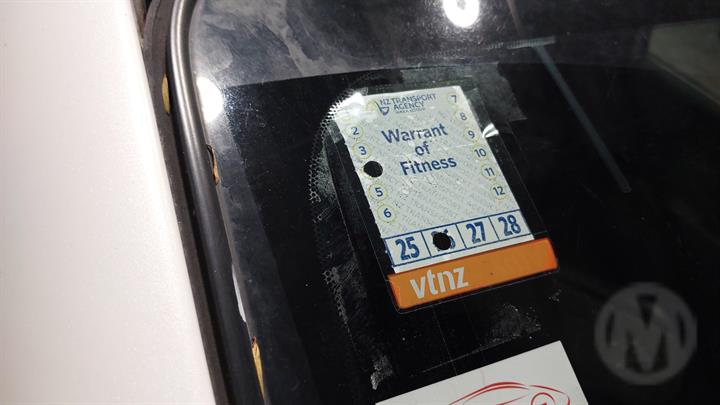 NZ TRANSPORT
AGENCY
Warrant
of
Fitness
2
3
5
6
7
8
9
10
11
12
25 27 28
vtnz
M